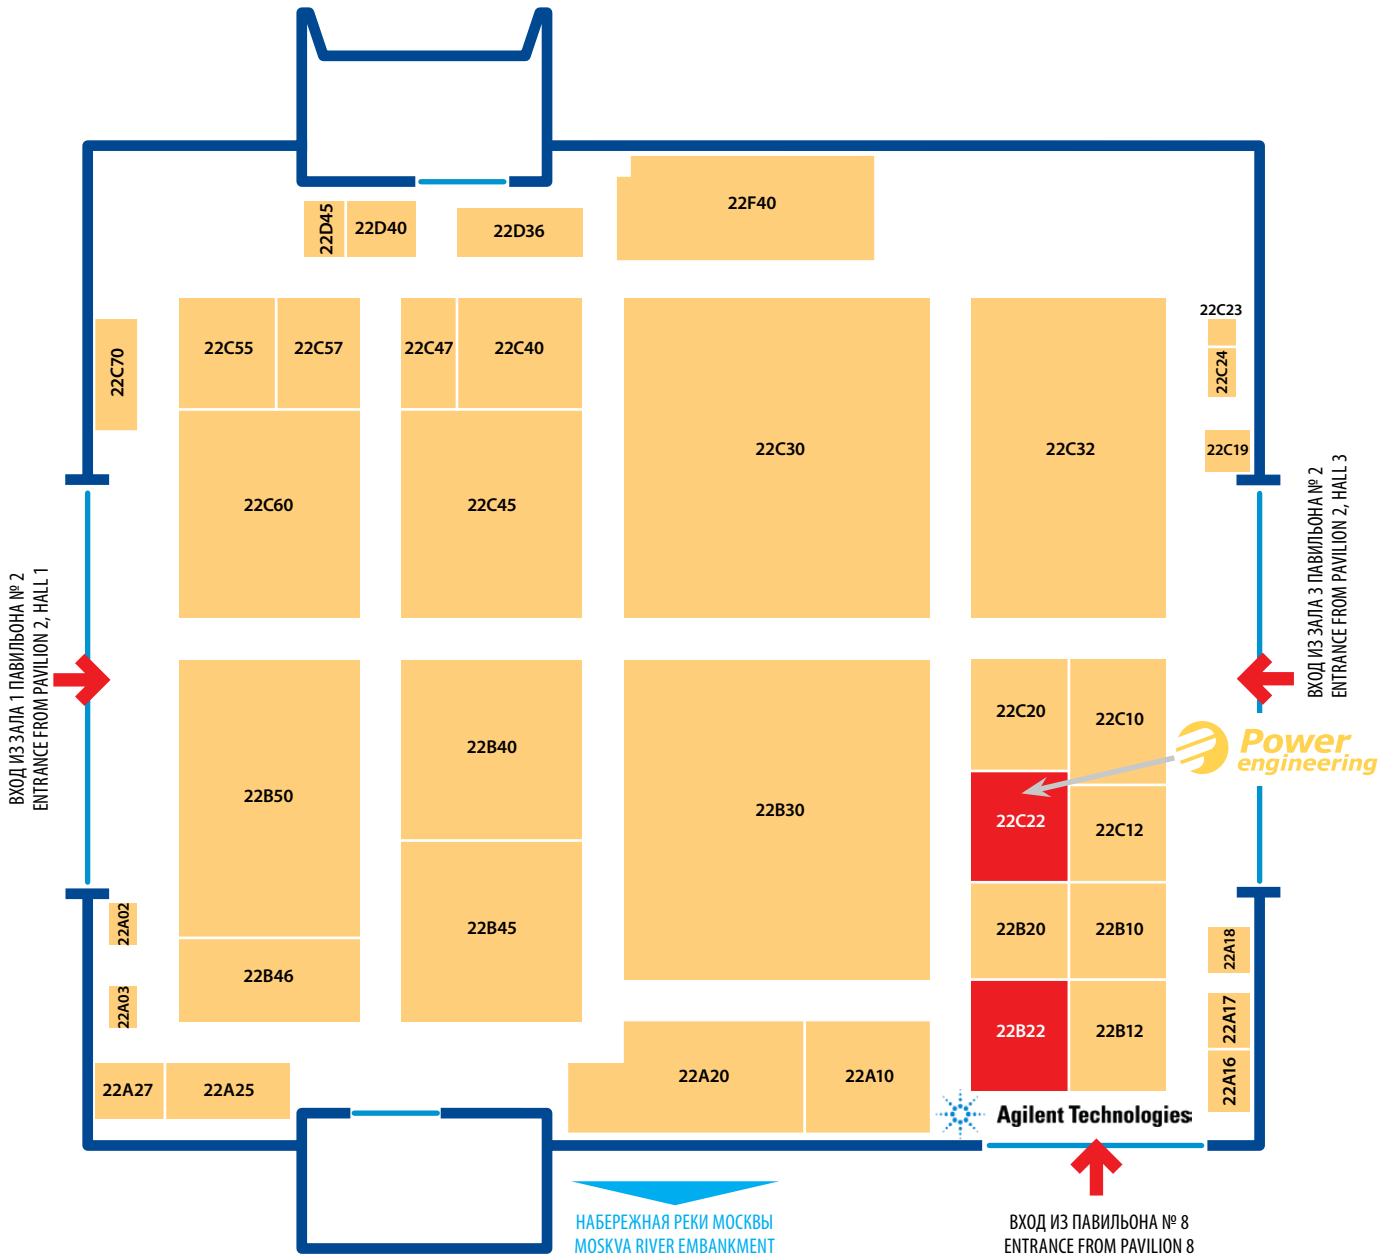 22F40
22D45
22D40
22D36
22C23
22C55
22C57
22C47
22C40
22C70
22C24
22C30
22C32
22C19
22C60
22C45
ВХОД ИЗ ЗАЛА 1 ПАВИЛЬОНА № 2
ENTRANCE FROM PAVILION 2, HALL 1
ВХОД ИЗ ЗАЛА 3 ПАВИЛЬОНА № 2
ENTRANCE FROM PAVILION 2, HALL 3
22C20
22C10
Power
engineering
22B40
22B50
22B30
22C22
22C12
22A02
22B45
22B20
22B10
22A18
22B46
22A03
22B22
22B12
22A17
22A27
22A25
22A20
22A10
22A16
Agilent Technologies
НАБЕРЕЖНАЯ РЕКИ МОСКВЫ
MOSKVA RIVER EMBANKMENT
ВХОД ИЗ ПАВИЛЬОНА № 8
ENTRANCE FROM PAVILION 8